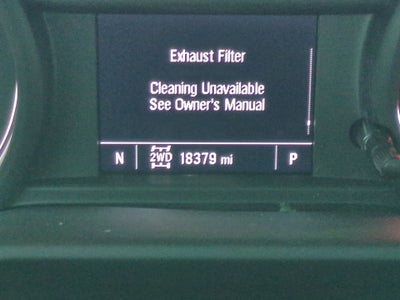 Exhaust Filter
Cleaning Unavailable
See Owner's Manual
N 2WD 18379 mi P